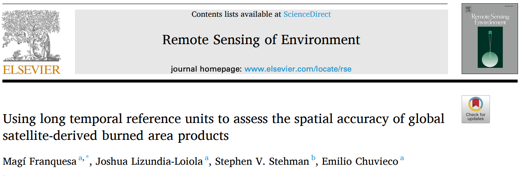 Contents lists available at ScienceDirect
Remote Sensing of Environment
journal homepage: www.elsevier.com/locate/rse
ELSEVIER
Remote Sensing
Environment
Check for
updates
Using long temporal reference units to assess the spatial accuracy of global
satellite-derived burned area products
Magí Franquesa a,*, Joshua Lizundia-Loiola a, Stephen V. Stehman b, Emilio Chuvieco a